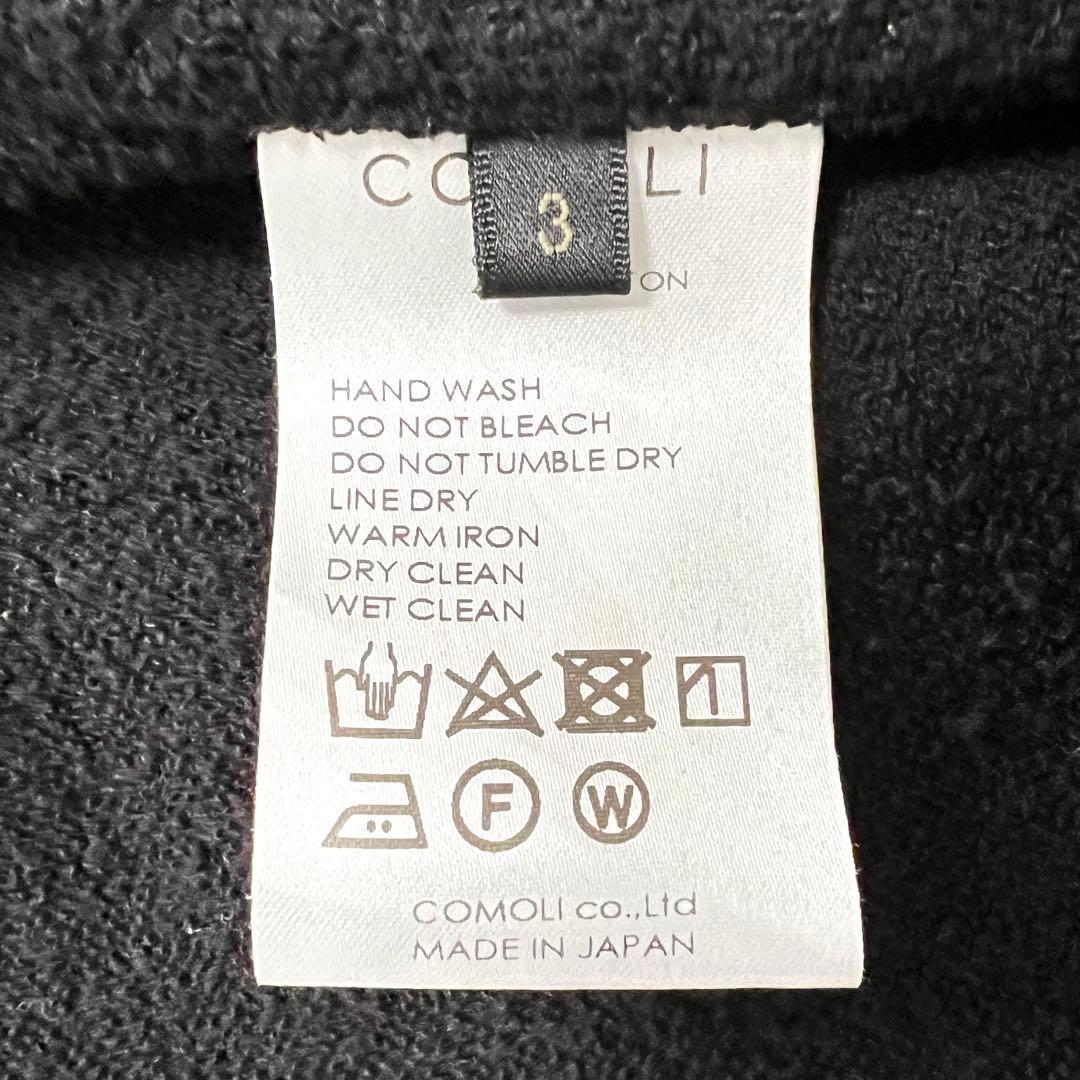 3
HAND WASH
DO NOT BLEACH
DO NOT TUMBLE DRY
LINE DRY
WARM IRON
DRY CLEAN
WET CLEAN
F W
COMOLI co.,Ltd
MADE IN JAPAN